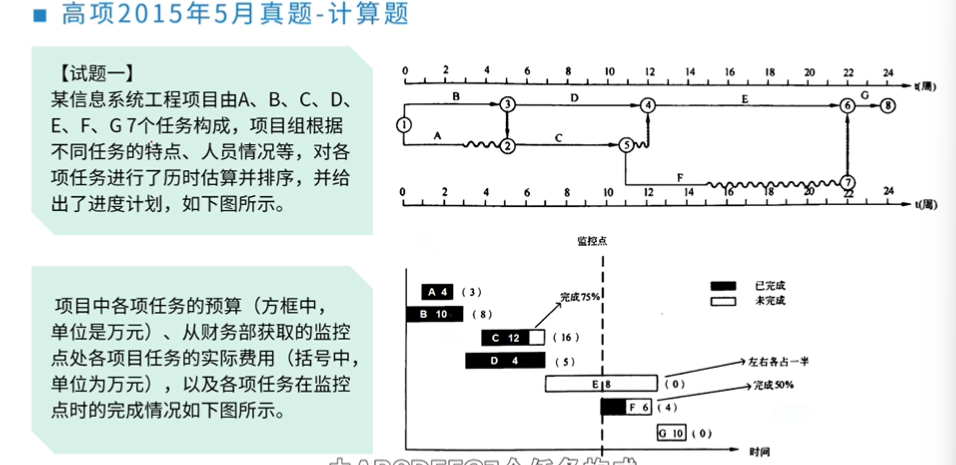 ■ 高项2015年5月真题-计算题
【试题一】
某信息系统工程项目由A、B、C、D、
E、F、G 7个任务构成，项目组根据
不同任务的特点、人员情况等，对各
项任务进行了历时估算并排序，并给
出了进度计划，如下图所示。
0 2 4 6 8 10 12 14 16 18 20 22 24 t(周)
B 3 D 4 E 6 G 8
1
A 2 C 5
F 7
0 2 4 6 8 10 12 14 16 18 20 22 24 t(周)
项目中各项任务的预算（方框中，
单位是万元）、从财务部获取的监控
点处各项目任务的实际费用（括号中，
单位为万元），以及各项任务在监控
点时的完成情况如下图所示。
监控点
A 4 (3)
B 10 (8)
完成75%
C 12 (16)
D 4 (5)
E 8 (0)
F 6 (4)
G 10 (0)
已完成
未完成
左右各占一半
完成50%
时间